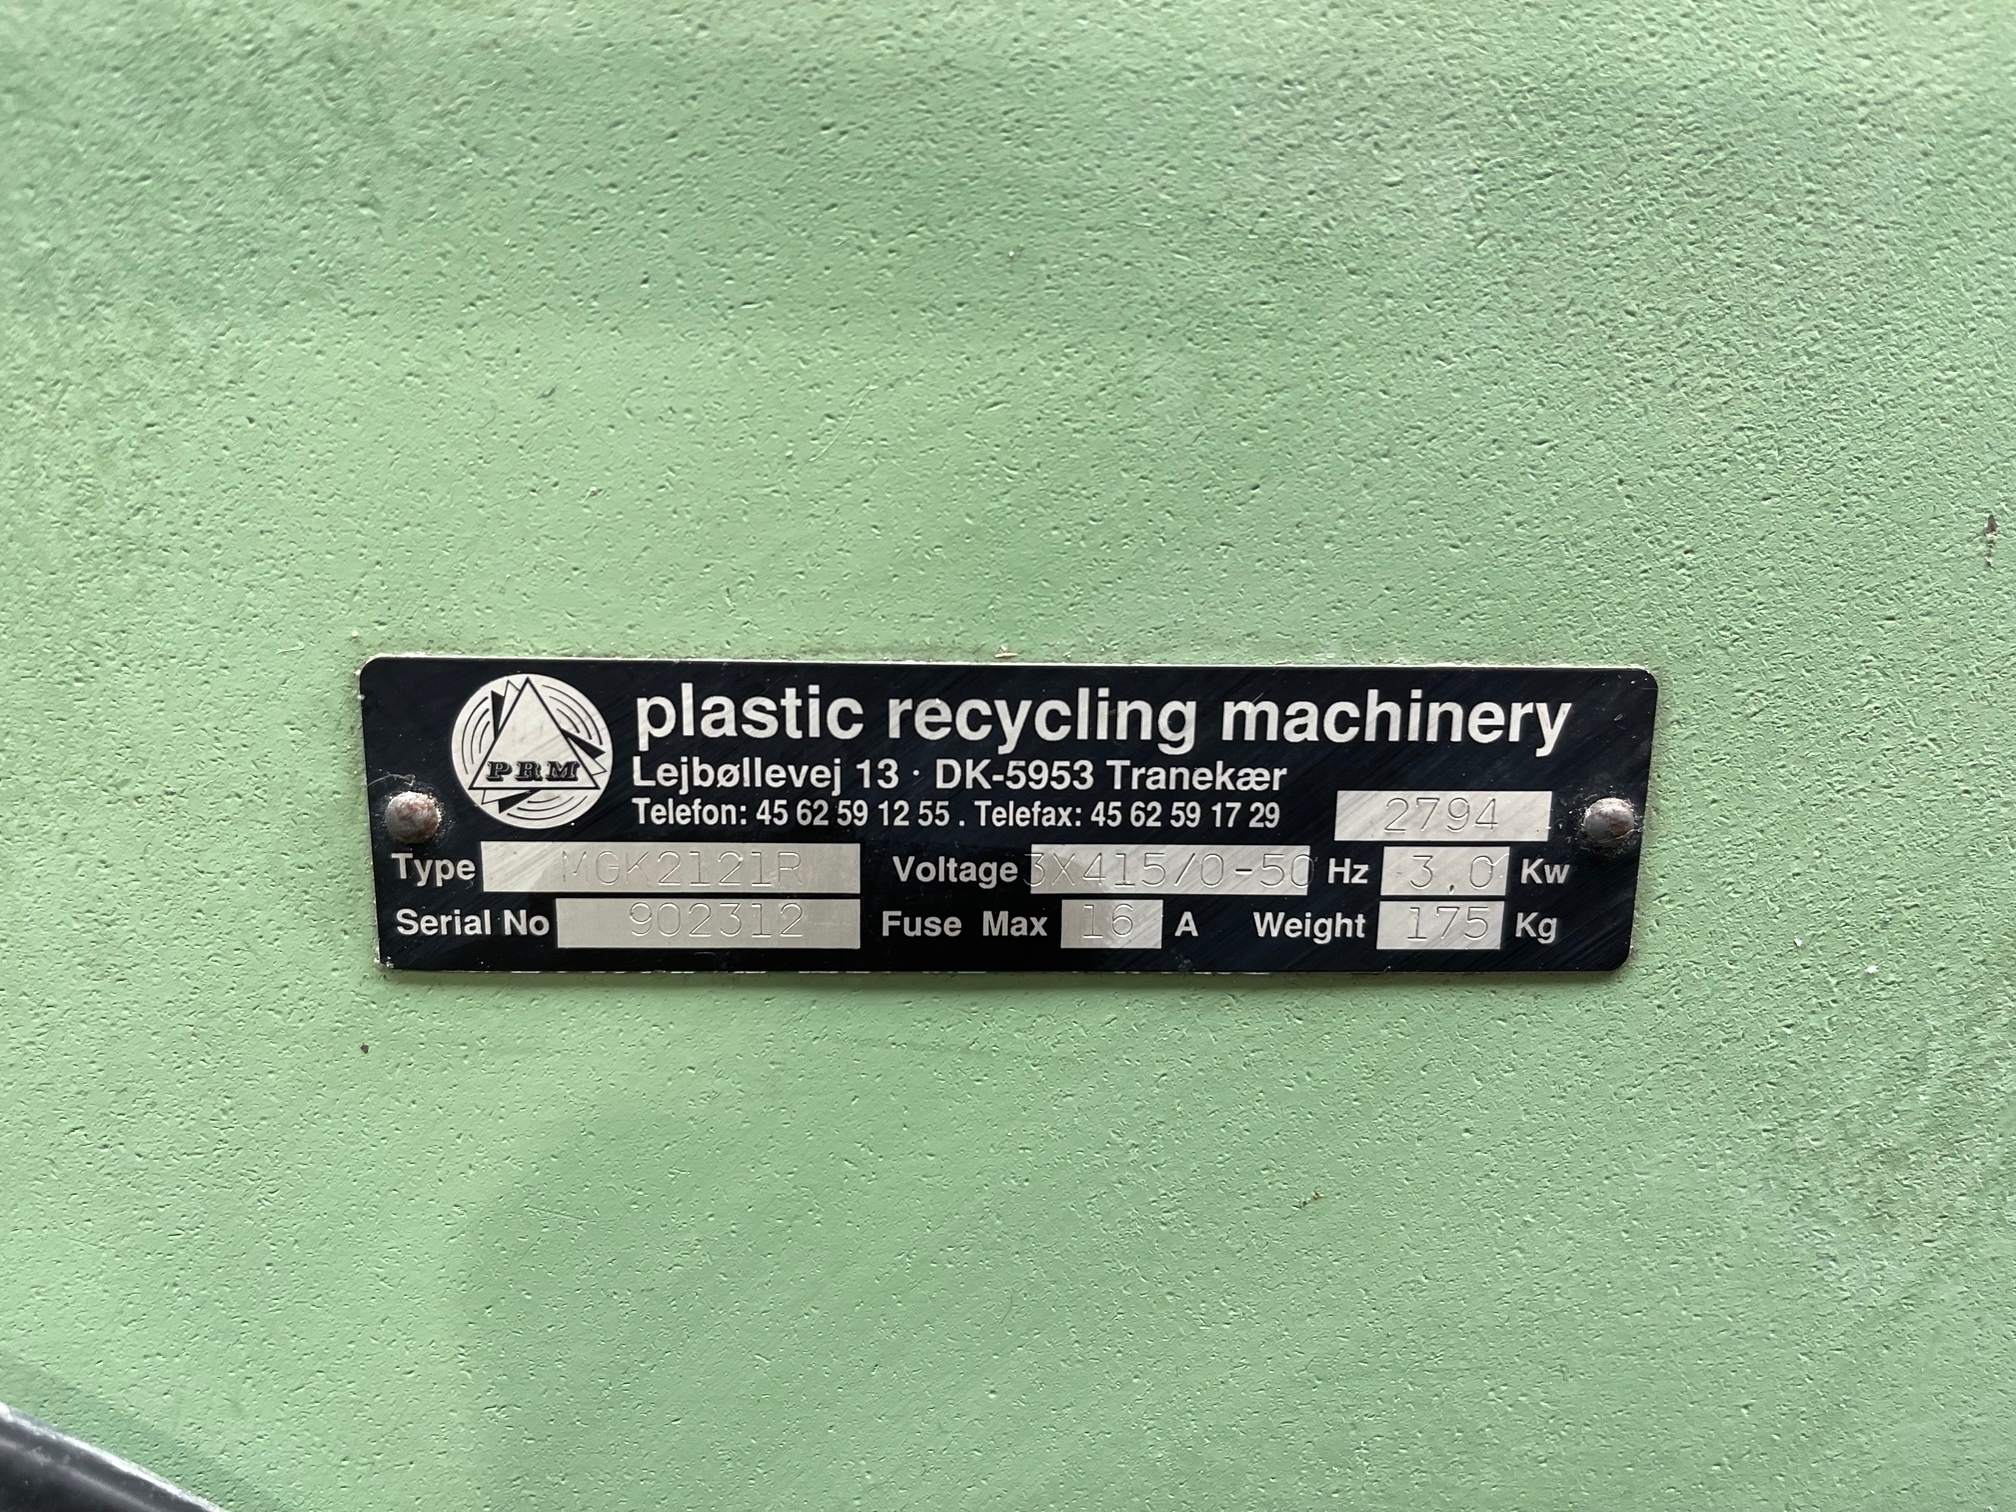 PRM
plastic recycling machinery
Lejbøllevej 13 · DK-5953 Tranekær
Telefon: 45 62 59 12 55 . Telefax: 45 62 59 17 29
2794
Type MGK2121R Voltage 3X415/0-50 Hz 3,0 Kw
Serial No 902312 Fuse Max 16 A Weight 175 Kg